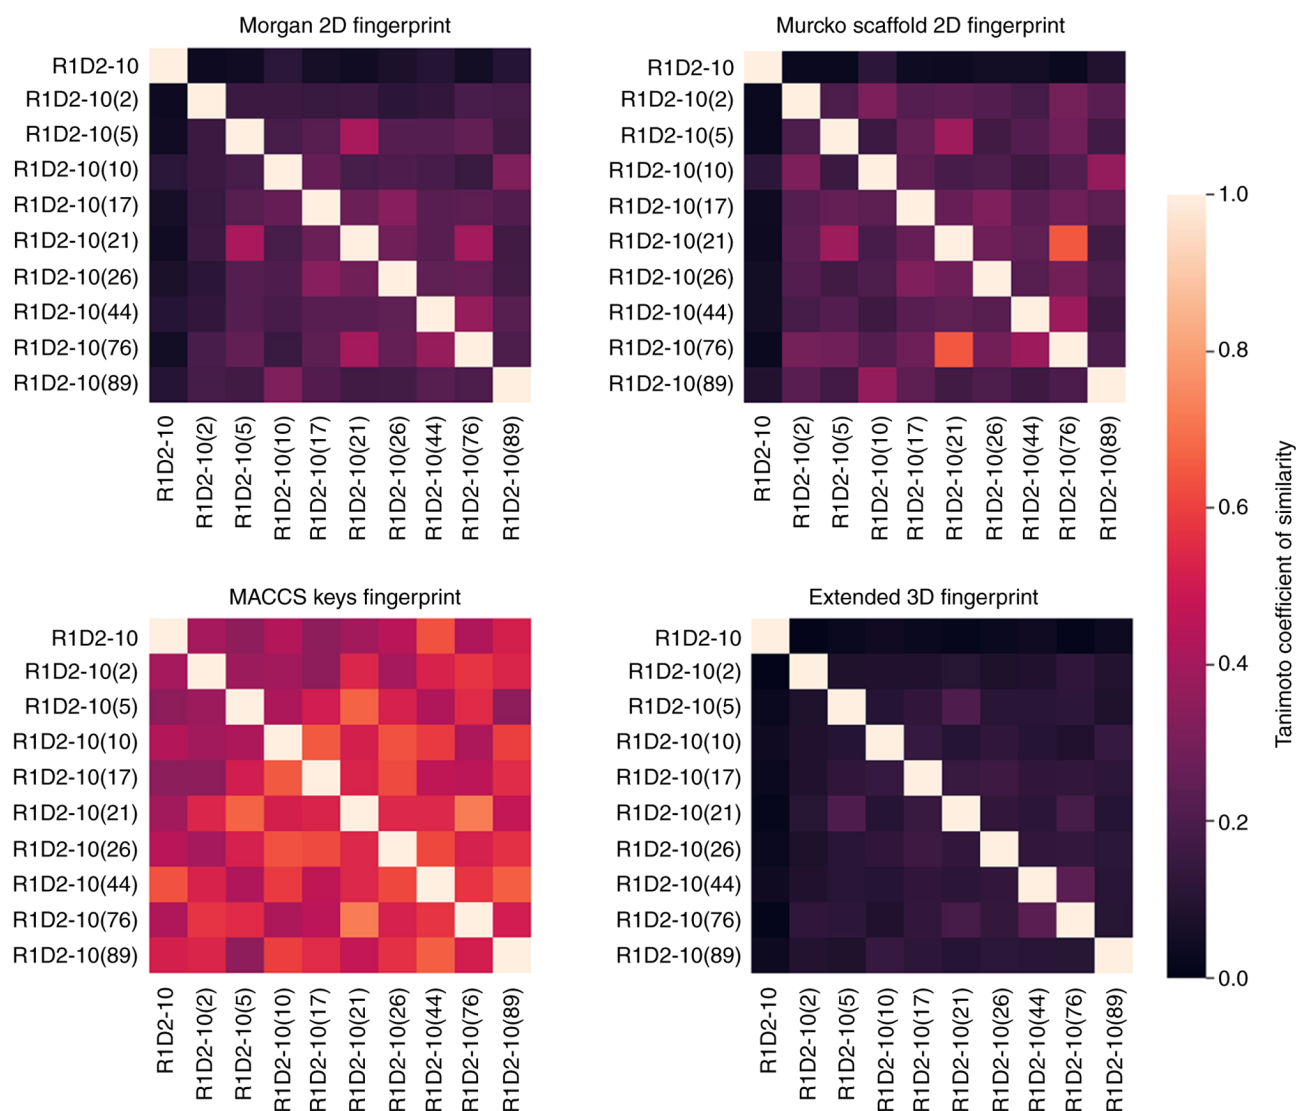 Morgan 2D fingerprint
R1D2-10
R1D2-10(2)
R1D2-10(5)
R1D2-10(10)
R1D2-10(17)
R1D2-10(21)
R1D2-10(26)
R1D2-10(44)
R1D2-10(76)
R1D2-10(89)
R1D2-10
R1D2-10(2)
R1D2-10(5)
R1D2-10(10)
R1D2-10(17)
R1D2-10(21)
R1D2-10(26)
R1D2-10(44)
R1D2-10(76)
R1D2-10(89)
Murcko scaffold 2D fingerprint
R1D2-10
R1D2-10(2)
R1D2-10(5)
R1D2-10(10)
R1D2-10(17)
R1D2-10(21)
R1D2-10(26)
R1D2-10(44)
R1D2-10(76)
R1D2-10(89)
R1D2-10
R1D2-10(2)
R1D2-10(5)
R1D2-10(10)
R1D2-10(17)
R1D2-10(21)
R1D2-10(26)
R1D2-10(44)
R1D2-10(76)
R1D2-10(89)
MACCS keys fingerprint
R1D2-10
R1D2-10(2)
R1D2-10(5)
R1D2-10(10)
R1D2-10(17)
R1D2-10(21)
R1D2-10(26)
R1D2-10(44)
R1D2-10(76)
R1D2-10(89)
R1D2-10
R1D2-10(2)
R1D2-10(5)
R1D2-10(10)
R1D2-10(17)
R1D2-10(21)
R1D2-10(26)
R1D2-10(44)
R1D2-10(76)
R1D2-10(89)
Extended 3D fingerprint
R1D2-10
R1D2-10(2)
R1D2-10(5)
R1D2-10(10)
R1D2-10(17)
R1D2-10(21)
R1D2-10(26)
R1D2-10(44)
R1D2-10(76)
R1D2-10(89)
R1D2-10
R1D2-10(2)
R1D2-10(5)
R1D2-10(10)
R1D2-10(17)
R1D2-10(21)
R1D2-10(26)
R1D2-10(44)
R1D2-10(76)
R1D2-10(89)
1.0
0.8
0.6
0.4
0.2
0.0
Tanimoto coefficient of similarity